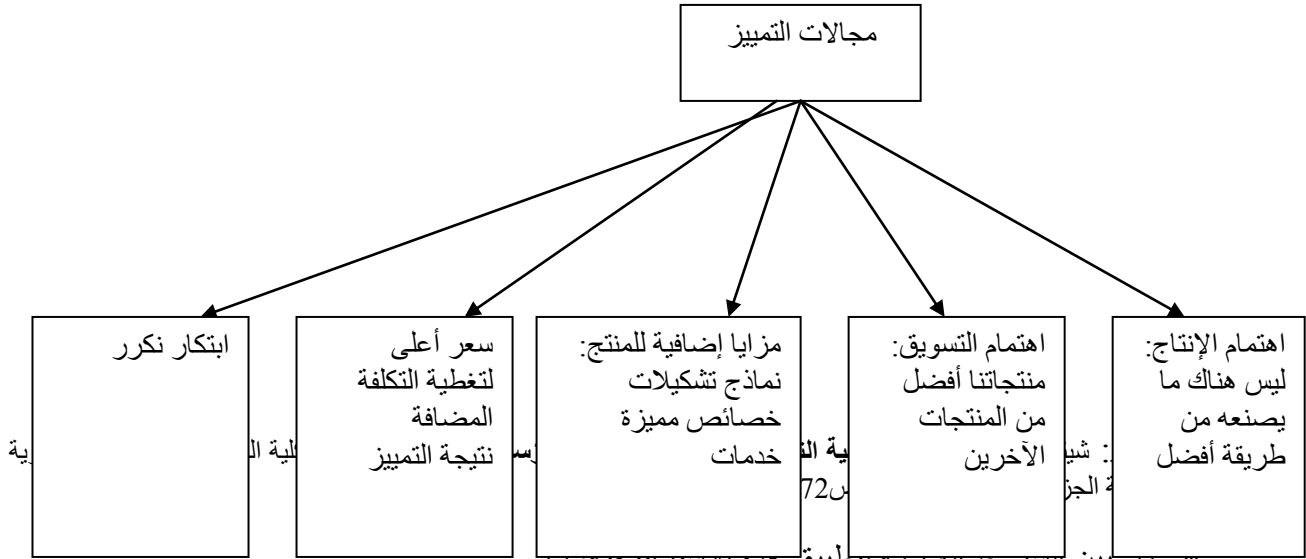 مجالات التمييز
اهتمام الإنتاج:
ليس هناك ما
يصنعه من
طريقة أفضل
اهتمام التسويق:
منتجاتنا أفضل
من المنتجات
الآخرين
مزايا إضافية للمنتج:
نماذج تشكيلات
خصائص مميزة
خدمات
سعر أعلى
لتغطية التكلفة
المضافة
نتيجة التمييز
ابتكار نكرر